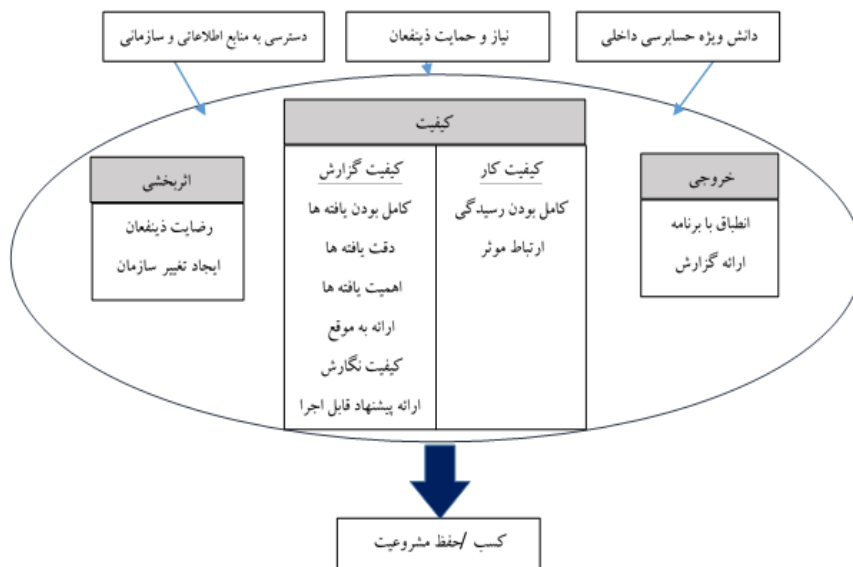 دانش ویژه حسابرسی داخلی
نیاز و حمایت ذینفعان
دسترسی به منابع اطلاعاتی و سازمانی
خروجی
انطباق با برنامه
ارائه گزارش
کیفیت
کیفیت کار
کامل بودن رسیدگی
ارتباط موثر
کیفیت گزارش
کامل بودن یافته ها
دقت یافته ها
اهمیت یافته ها
ارائه به موقع
کیفیت نگارش
ارائه پیشنهاد قابل اجرا
اثربخشی
رضایت ذینفعان
ایجاد تغییر سازمان
کسب /حفظ مشروعیت